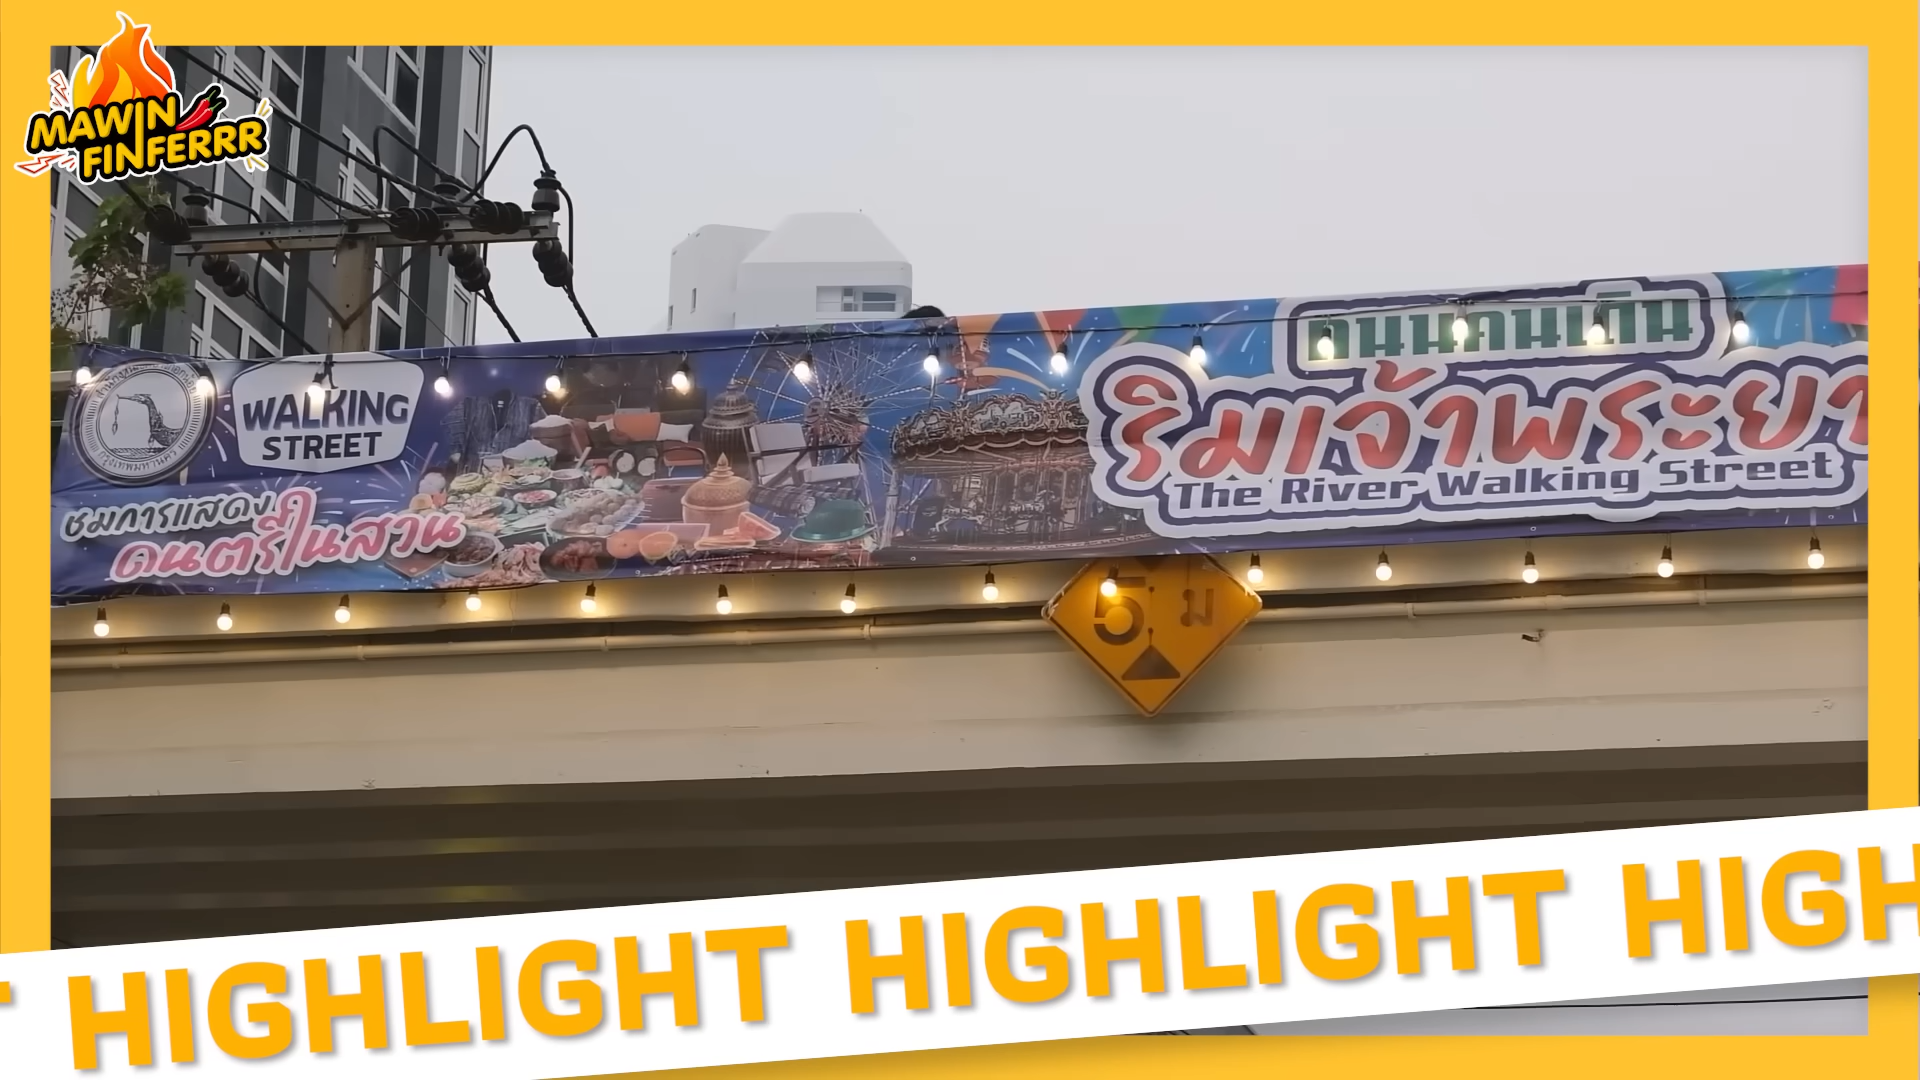 MAWIN
FINFERRR
WALKING
STREET
ชมการแสดง
ดนตรีในสวน
ถนนคนเดิน
ริมเจ้าพระยา
The River Walking Street
5 ม
HIGHLIGHT HIGHLIGHT HIGH